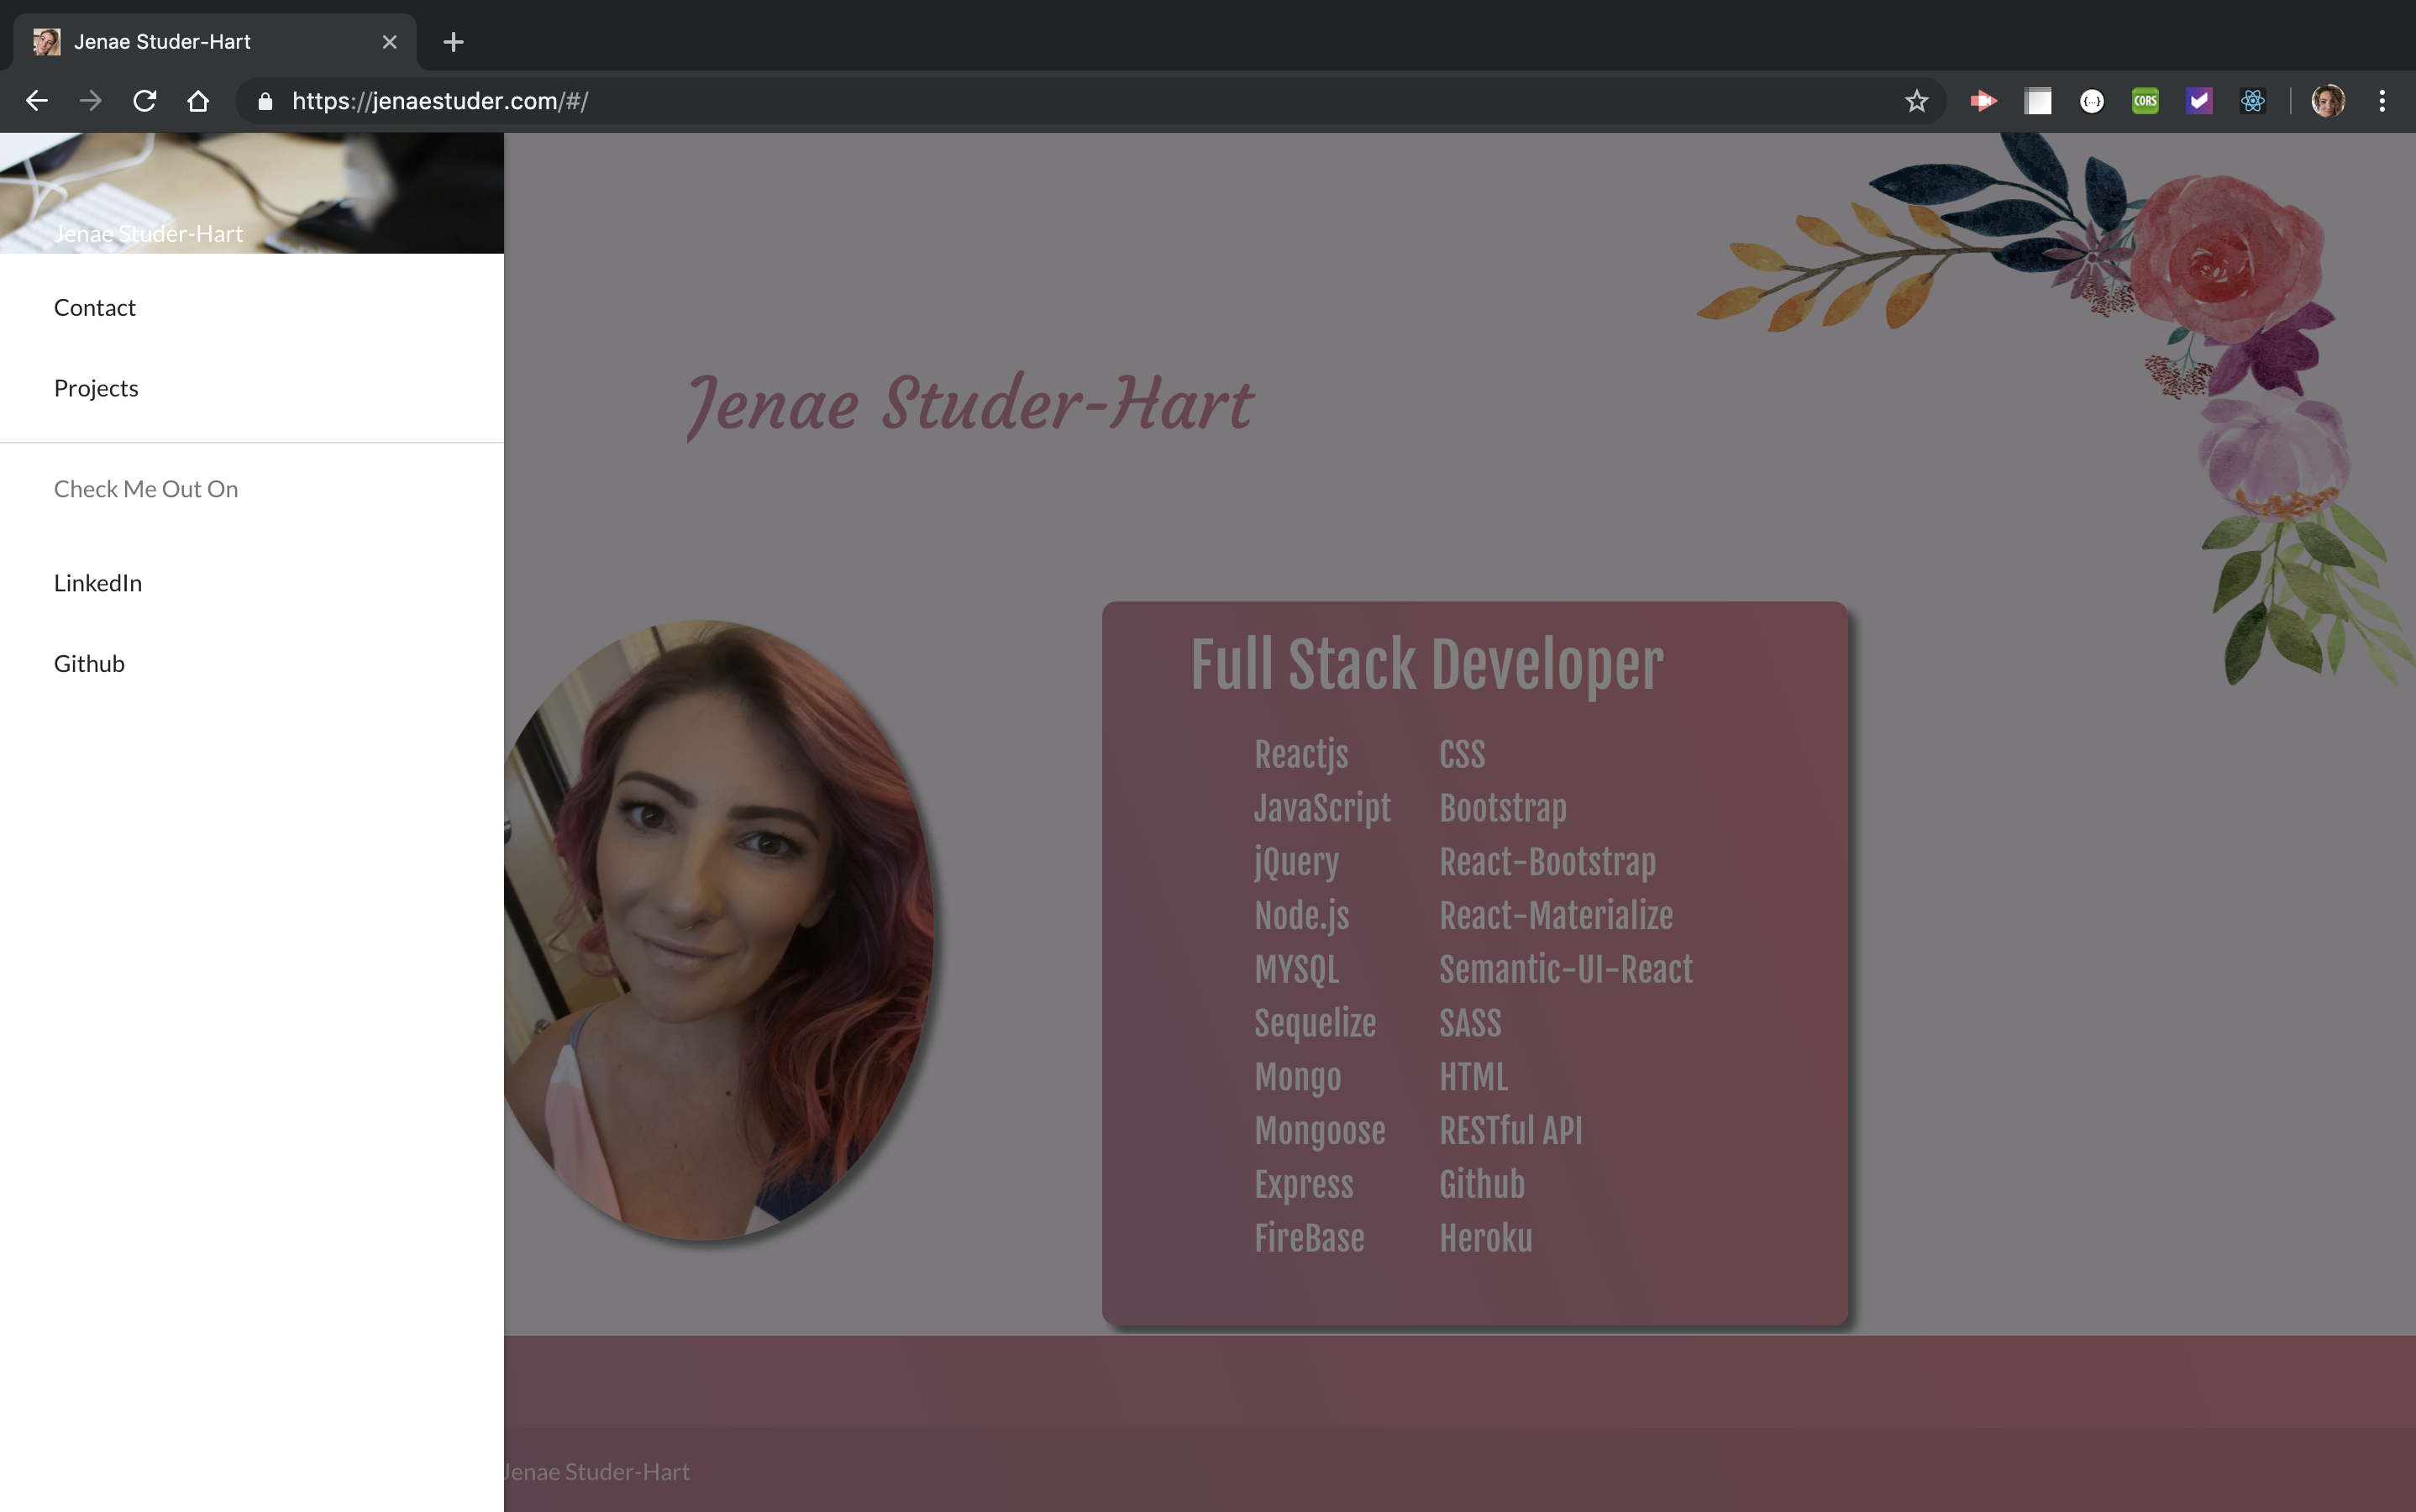 Jenae Studer-Hart
https://jenaestuder.com/#/
{...}
CORS
Jenae Studer-Hart
Contact
Projects
Check Me Out On
LinkedIn
Github
Jenae Studer-Hart
Full Stack Developer
Reactjs
JavaScript
jQuery
Node.js
MYSQL
Sequelize
Mongo
Mongoose
Express
FireBase
CSS
Bootstrap
React-Bootstrap
React-Materialize
Semantic-UI-React
SASS
HTML
RESTful API
Github
Heroku
Jenae Studer-Hart